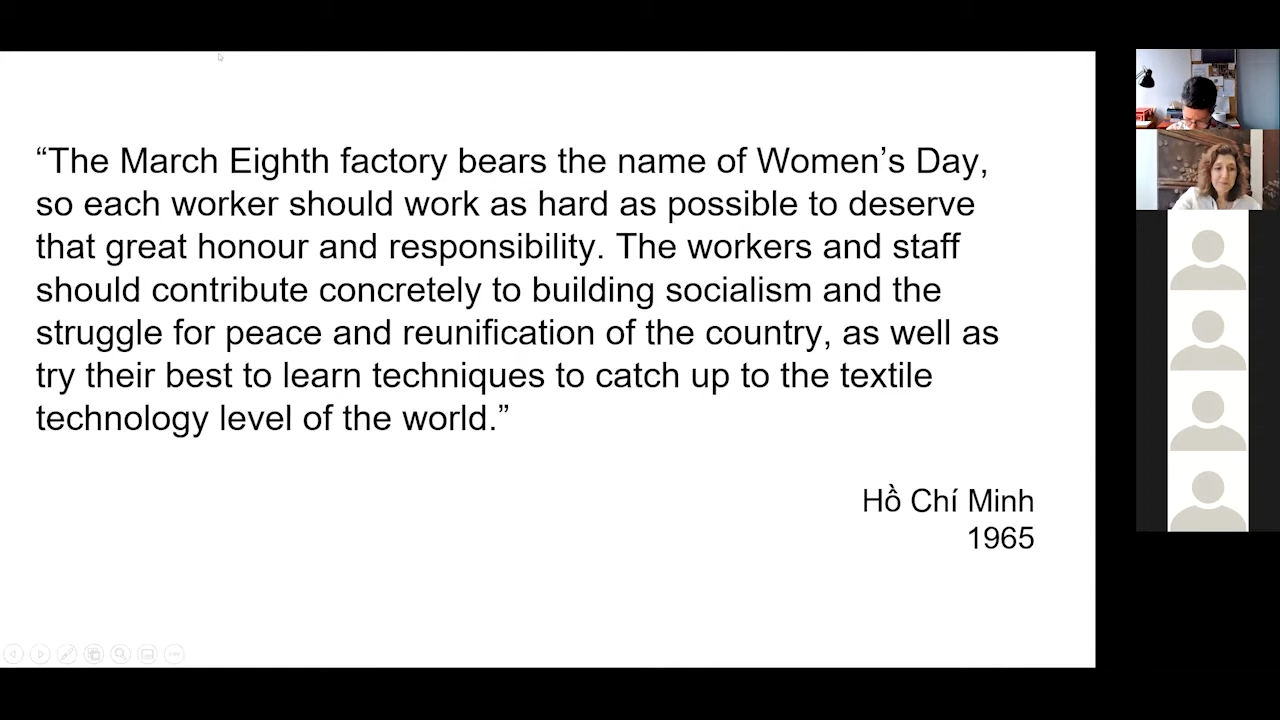 “The March Eighth factory bears the name of Women’s Day,
so each worker should work as hard as possible to deserve
that great honour and responsibility. The workers and staff
should contribute concretely to building socialism and the
struggle for peace and reunification of the country, as well as
try their best to learn techniques to catch up to the textile
technology level of the world.”
Hồ Chí Minh
1965